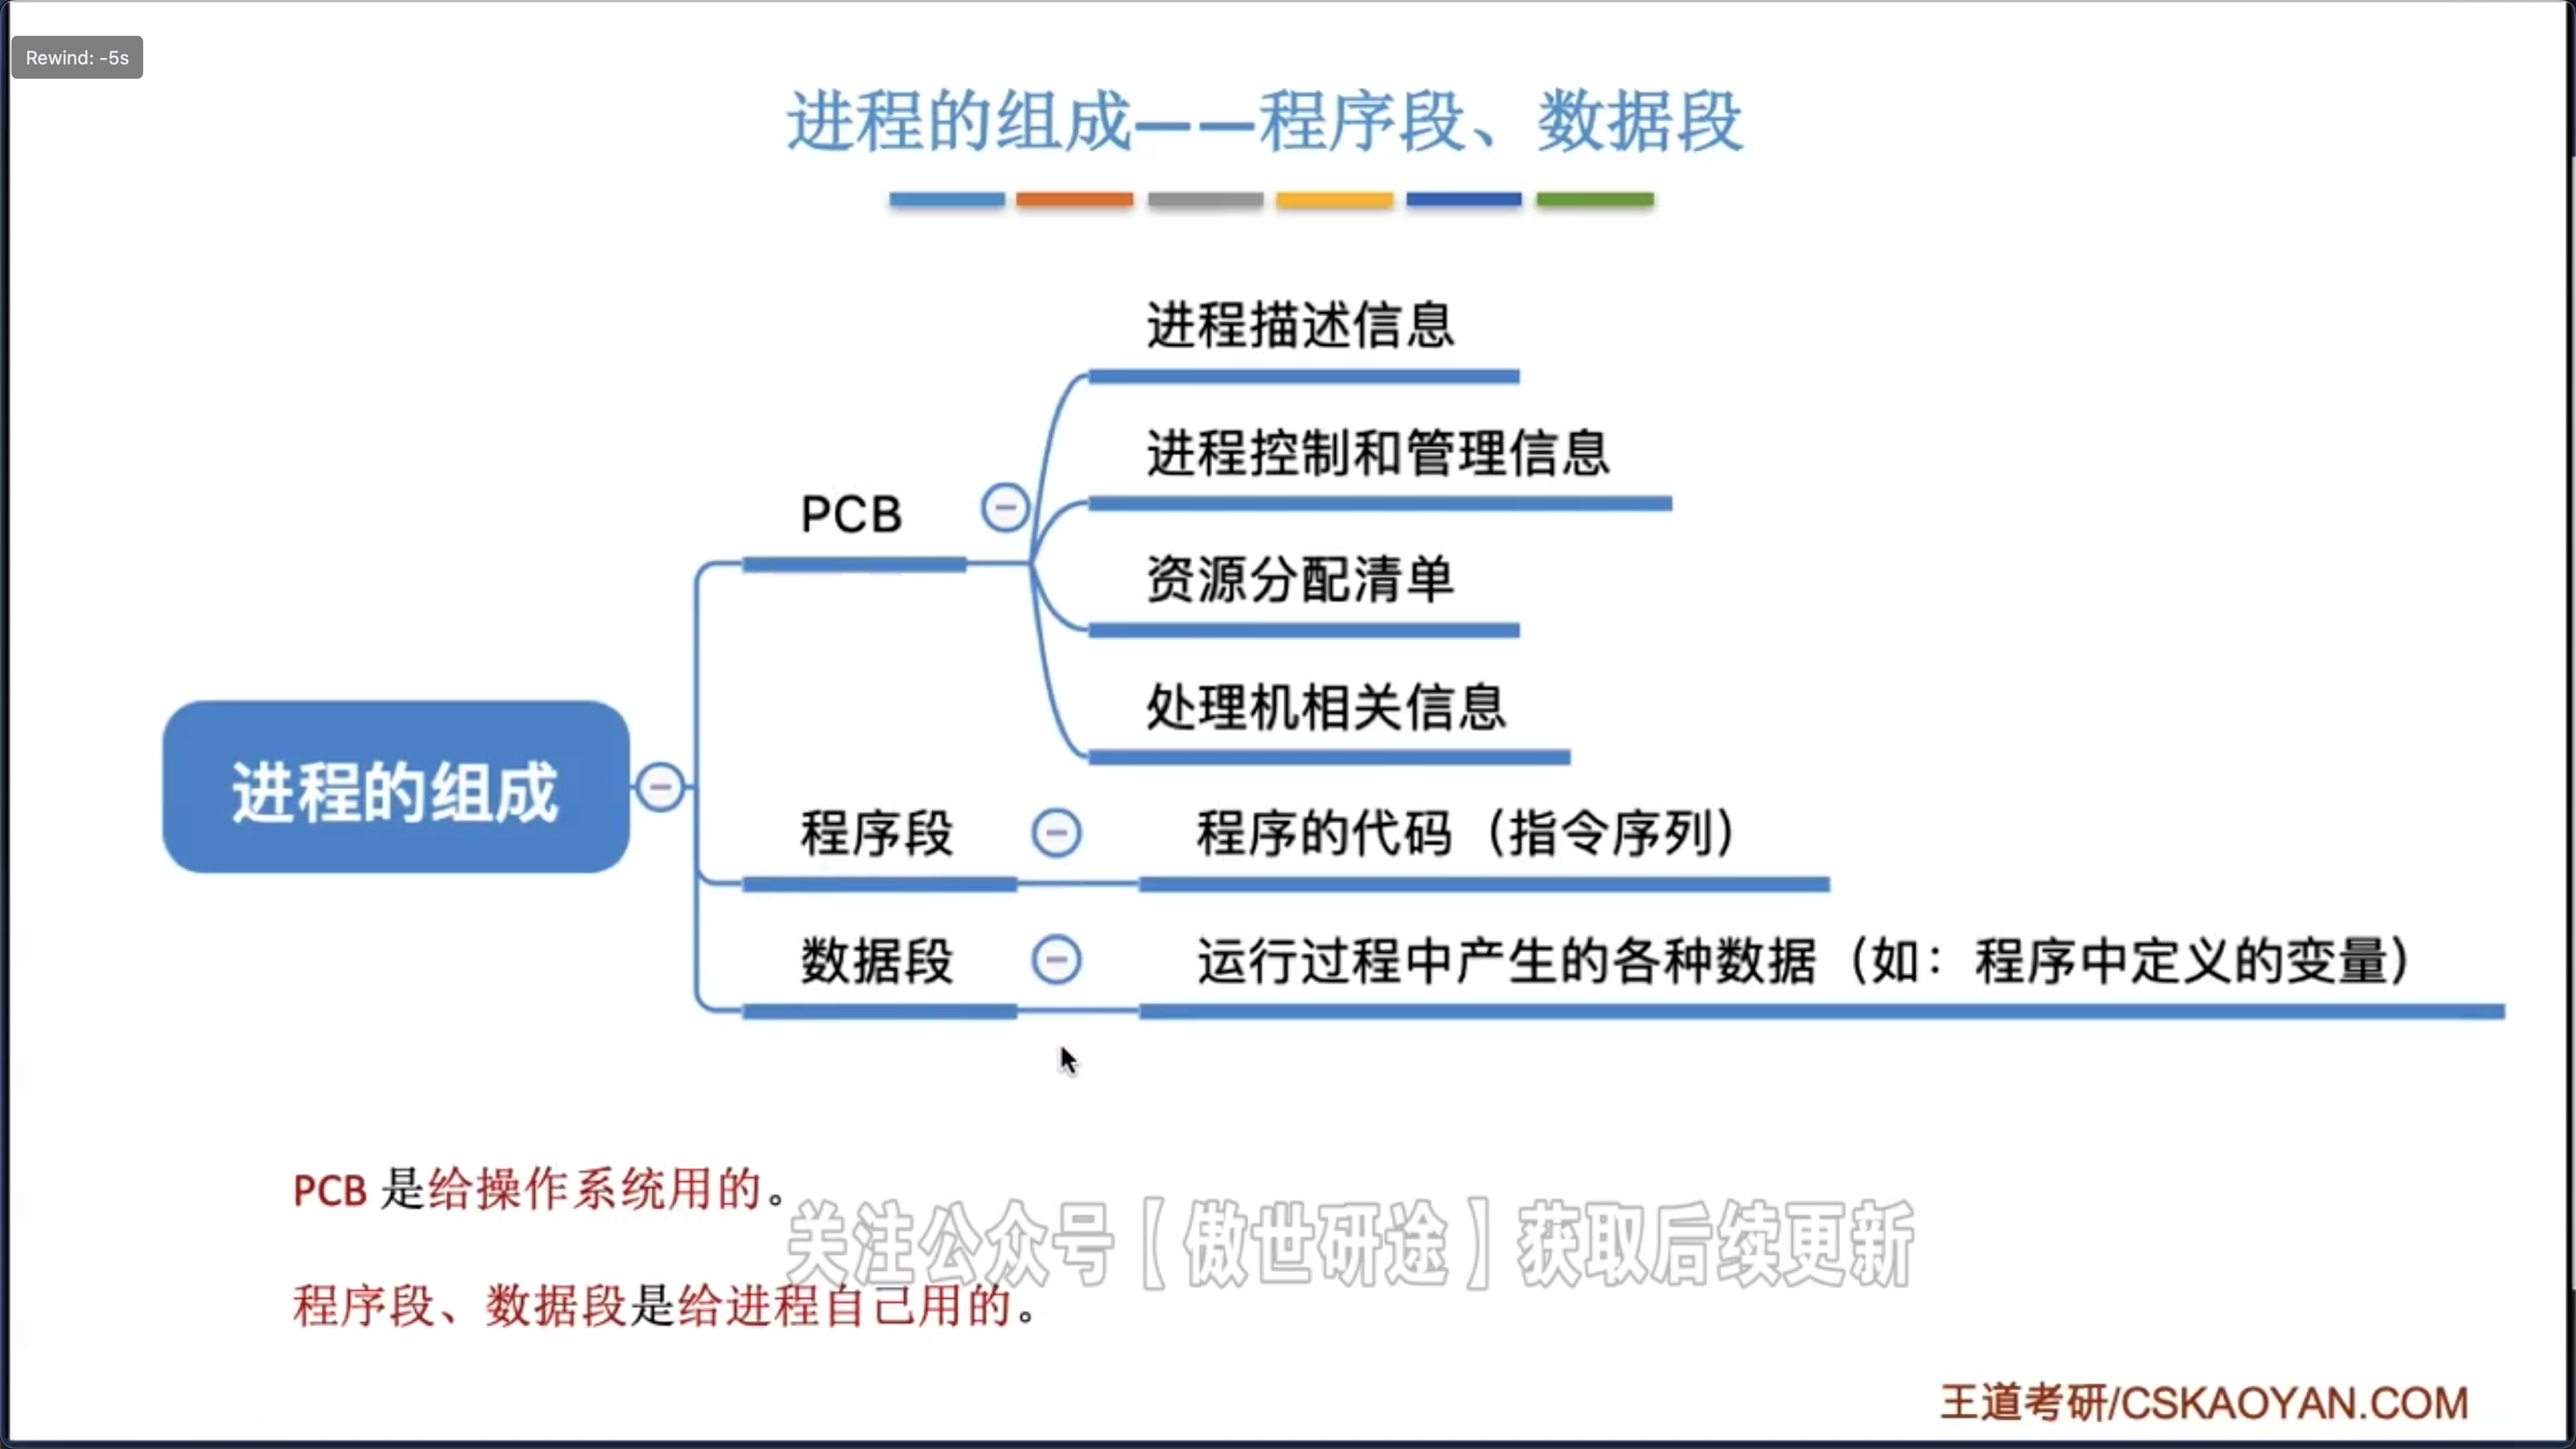 Rewind: -5s
进程的组成——程序段、数据段
进程描述信息
进程控制和管理信息
PCB
资源分配清单
处理机相关信息
进程的组成
程序段
程序的代码（指令序列）
数据段
运行过程中产生的各种数据（如：程序中定义的变量）
PCB 是给操作系统用的。
关注公众号【傲世研途】获取后续更新
程序段、数据段是给进程自己用的。
王道考研/CSKAOYAN.COM